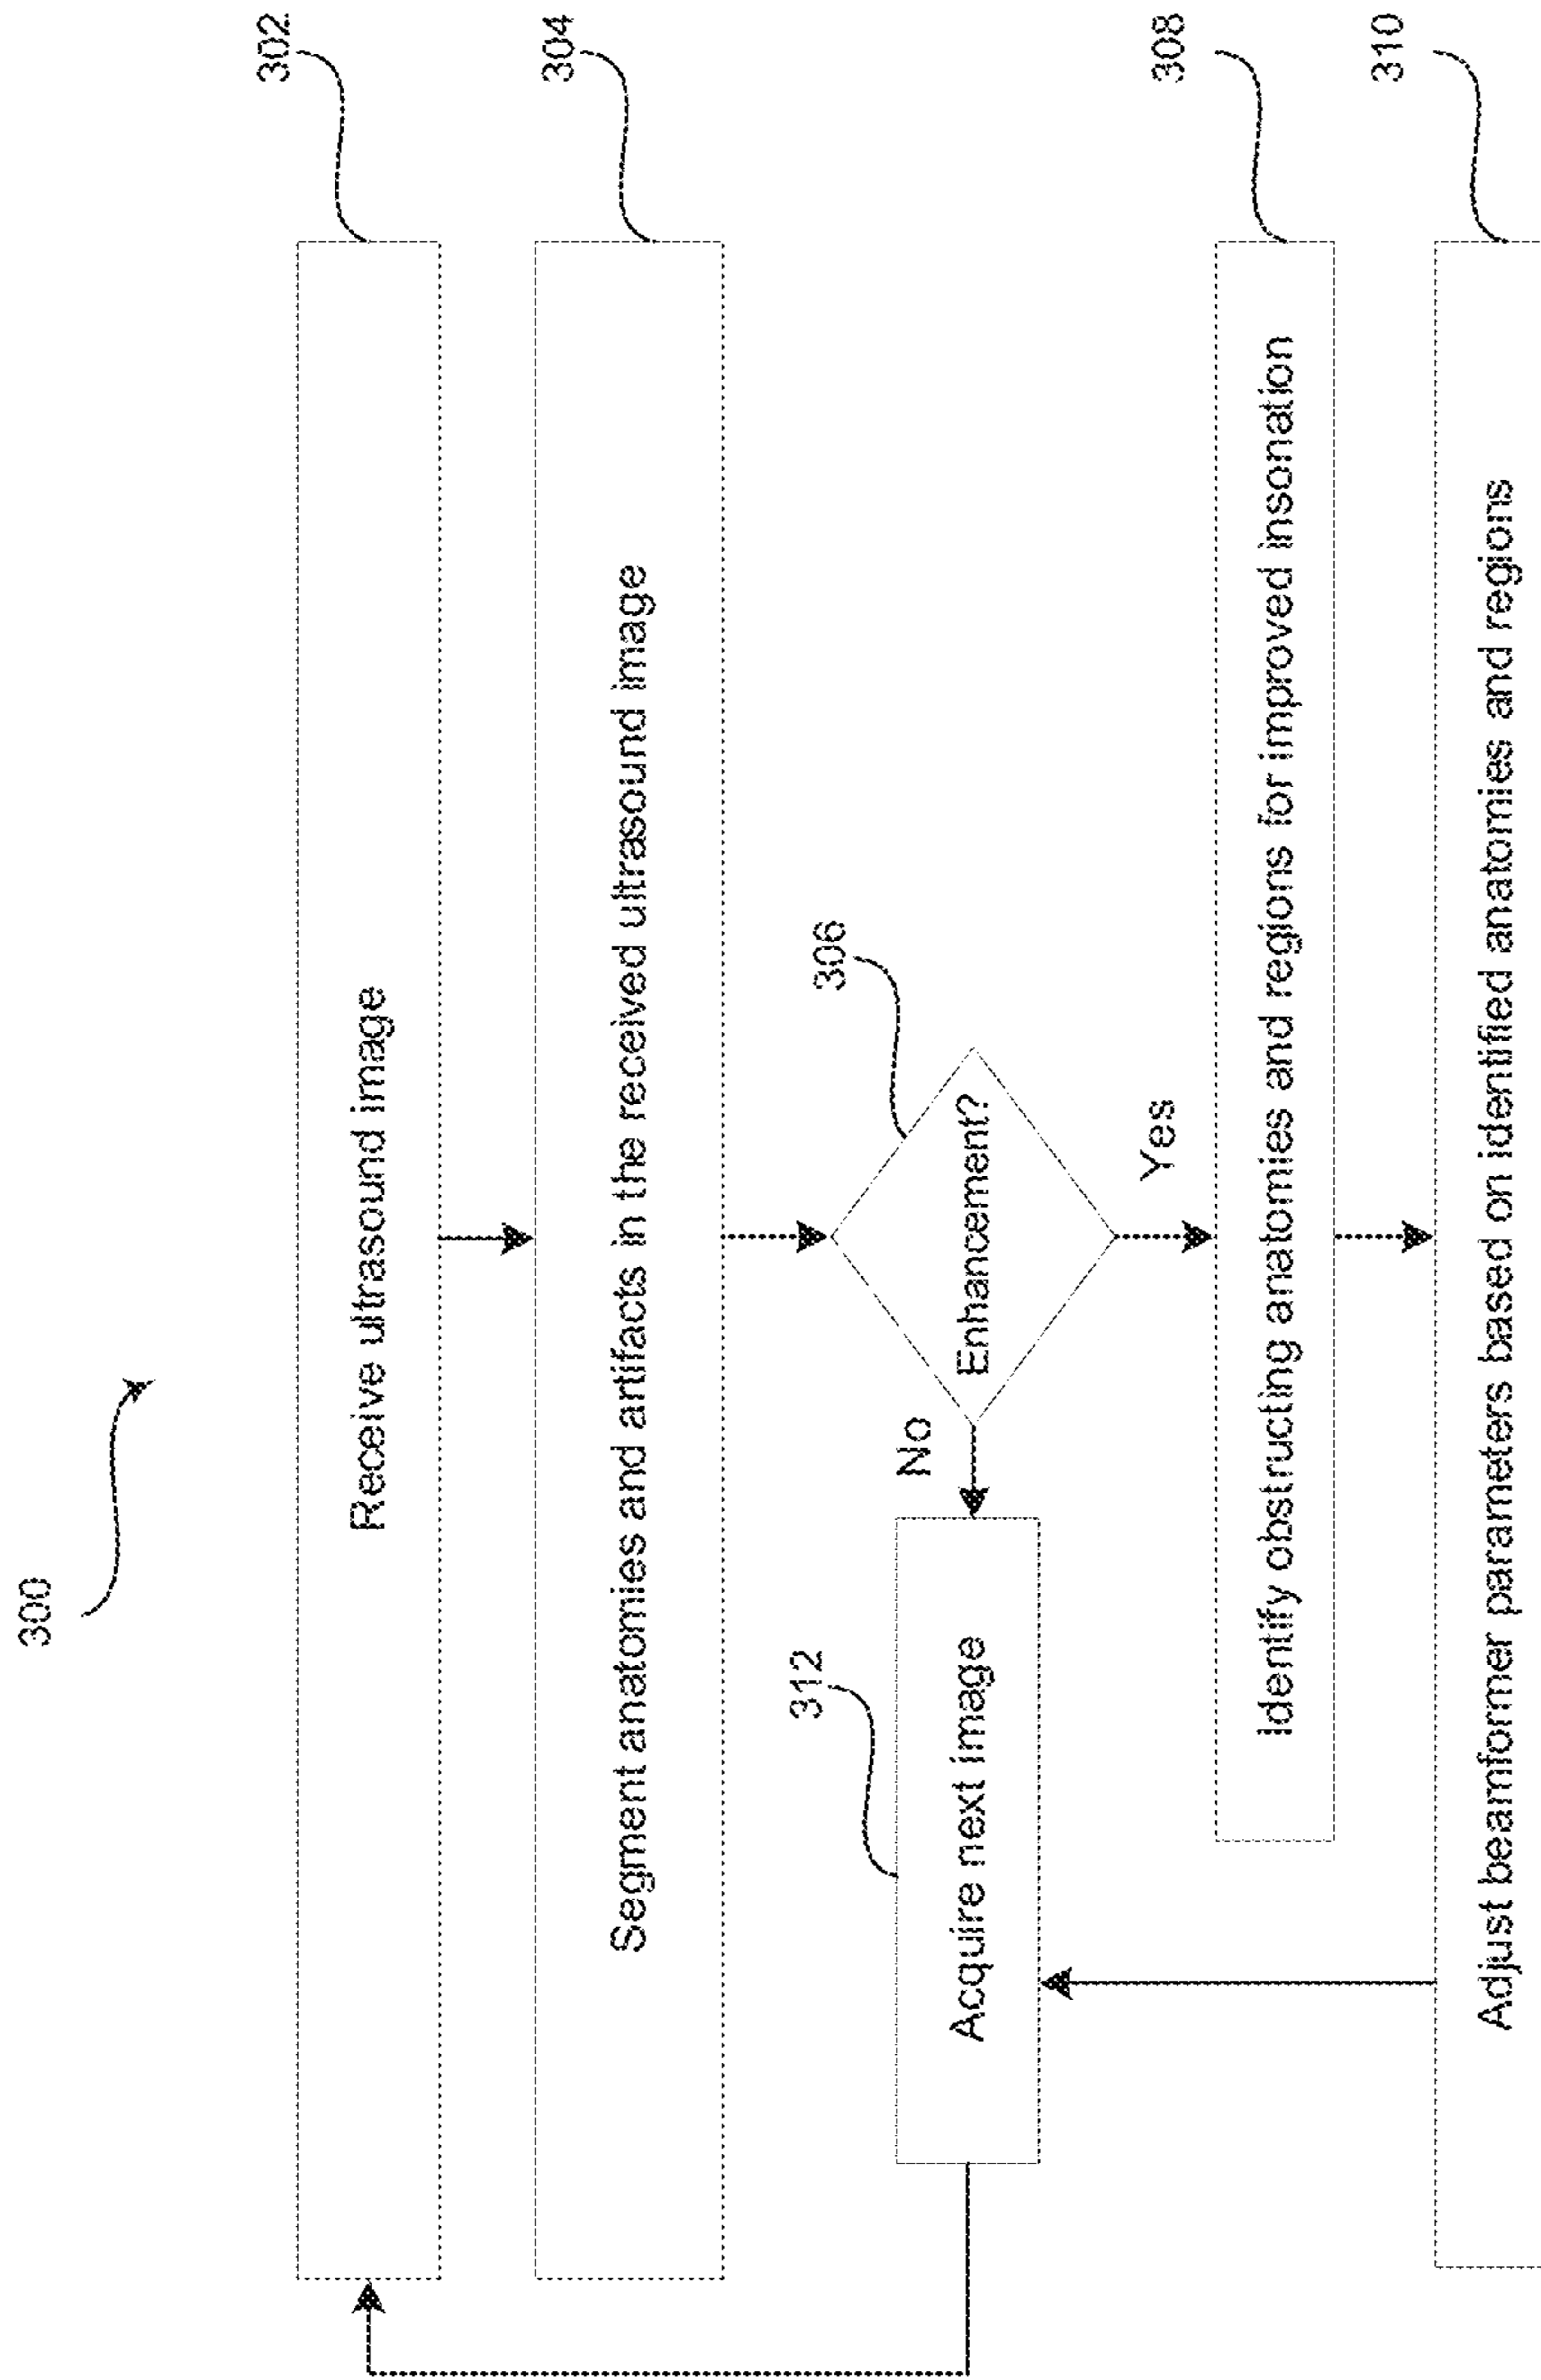 300
302
Receive ultrasound image
304
Segment anatomies and artifacts in the received ultrasound image
306
Enhancement?
No
Yes
312
Acquire next image
308
Identify obstructing anatomies and regions for improved insonation
310
Adjust beamformer parameters based on identified anatomies and regions